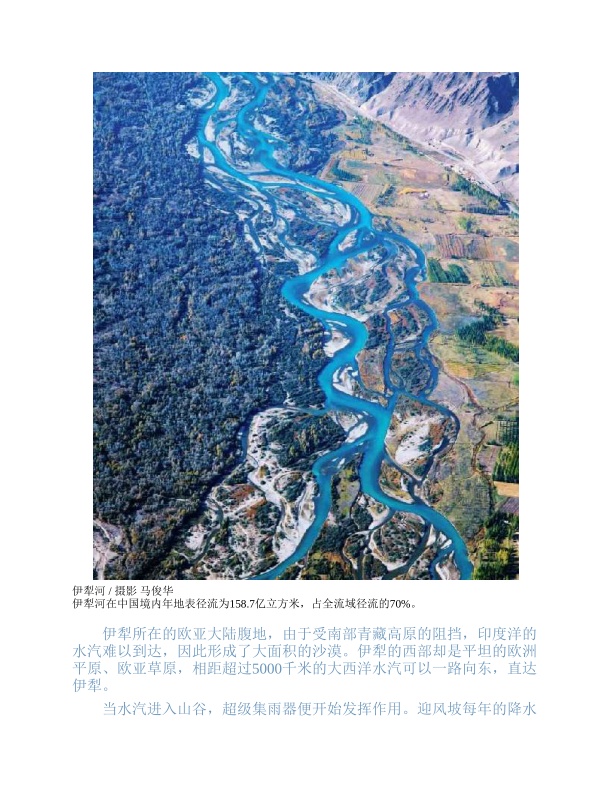 伊犁河 / 摄影 马俊华
伊犁河在中国境内年地表径流为158.7亿立方米，占全流域径流的70%。
伊犁所在的欧亚大陆腹地，由于受南部青藏高原的阻挡，印度洋的
水汽难以到达，因此形成了大面积的沙漠。伊犁的西部却是平坦的欧洲
平原、欧亚草原，相距超过5000千米的大西洋水汽可以一路向东，直达
伊犁。
当水汽进入山谷，超级集雨器便开始发挥作用。迎风坡每年的降水